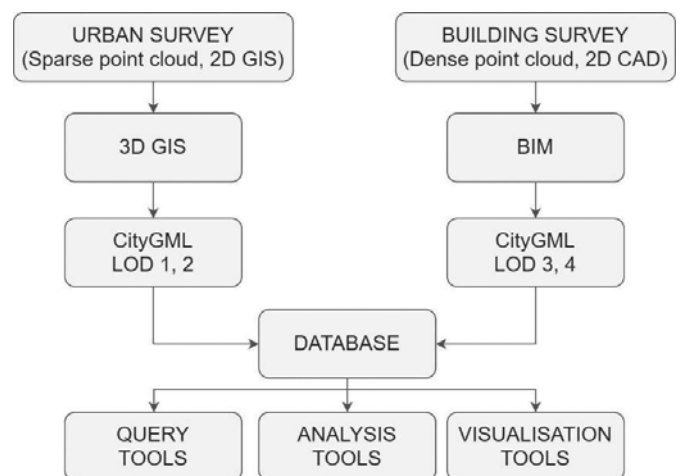 URBAN SURVEY
(Sparse point cloud, 2D GIS)
BUILDING SURVEY
(Dense point cloud, 2D CAD)
3D GIS
BIM
CityGML
LOD 1, 2
CityGML
LOD 3, 4
DATABASE
QUERY
TOOLS
ANALYSIS
TOOLS
VISUALISATION
TOOLS